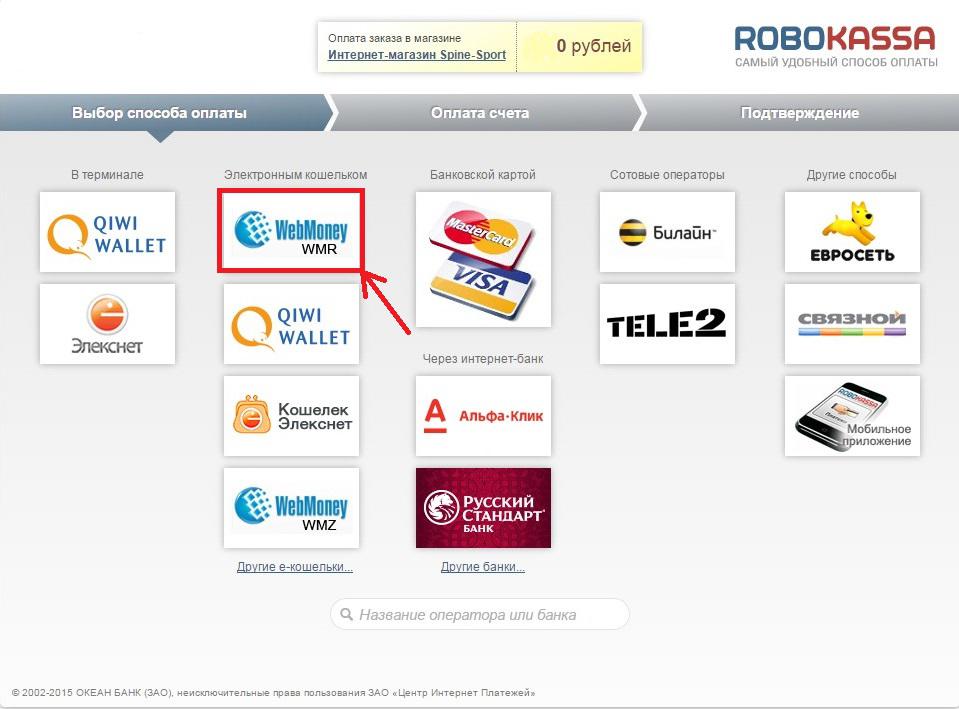 Оплата заказа в магазине
Интернет-магазин Spine-Sport
0 рублей
ROBOKASSA
САМЫЙ УДОБНЫЙ СПОСОБ ОПЛАТЫ
Выбор способа оплаты
Оплата счета
Подтверждение
В терминале
QIWI
WALLET
Элекснет
Электронным кошельком
WebMoney
WMR
QIWI
WALLET
Кошелек
Элекснет
WebMoney
WMZ
Другие е-кошельки...
Банковской картой
MasterCard
VISA
Через интернет-банк
Альфа·Клик
Русский
Стандарт
БАНК
Другие банки...
Сотовые операторы
Билайн™
TELE2
Другие способы
ЕВРОСЕТЬ
СВЯЗНОЙ
ROBOKASSA
Мобильное
приложение
Название оператора или банка
© 2002-2015 ОКЕАН БАНК (ЗАО), неисключительные права пользования ЗАО «Центр Интернет Платежей»